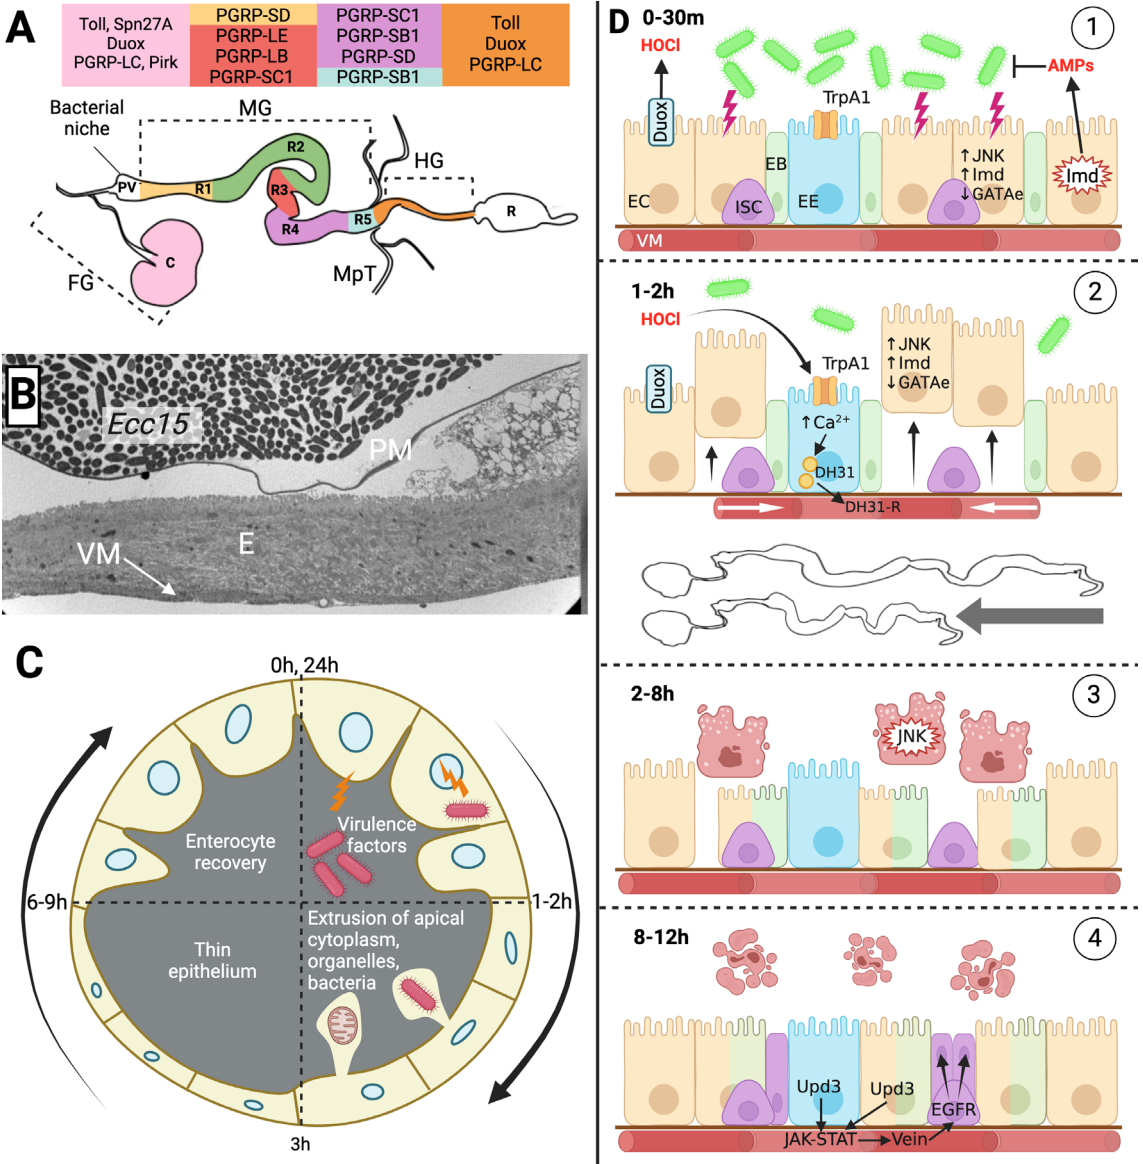 A
Toll, Spn27A
Duox
PGRP-LC, Pirk
PGRP-SD
PGRP-LE
PGRP-LB
PGRP-SC1
PGRP-SC1
PGRP-SB1
PGRP-SD
PGRP-SB1
Toll
Duox
PGRP-LC
Bacterial
niche
MG
HG
PV
R1
R2
R3
R4
R5
R
C
FG
MpT
B
Ecc15
PM
VM
E
C
0h, 24h
Virulence
factors
Enterocyte
recovery
6-9h
1-2h
Extrusion of apical
cytoplasm,
organelles,
bacteria
Thin
epithelium
3h
D
0-30m
1
HOCl
AMPs
Duox
TrpA1
EB
↑JNK
↑Imd
↓GATAe
Imd
EC
ISC
EE
VM
1-2h
2
HOCl
TrpA1
Duox
↑JNK
↑Imd
↓GATAe
↑Ca²⁺
DH31
DH31-R
2-8h
3
JNK
8-12h
4
Upd3
Upd3
EGFR
JAK-STAT
Vein